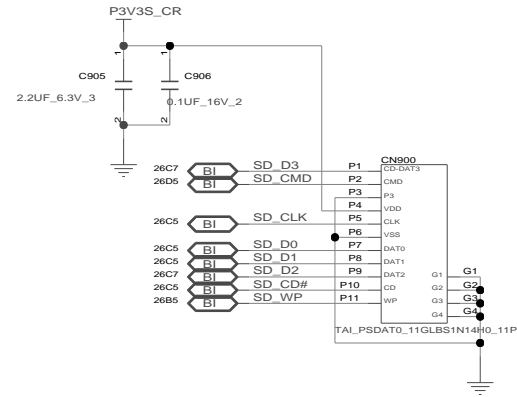 P3V3S_CR
1 1
C905 C906
2.2UF_6.3V_3 0.1UF_16V_2
2 2
CN900
26C7 BI SD_D3 P1 CD-DAT3
26D5 BI SD_CMD P2 CMD
P3 P3
P4 VDD
26C5 BI SD_CLK P5 CLK
P6 VSS
26C5 BI SD_D0 P7 DAT0
26C5 BI SD_D1 P8 DAT1
26C7 BI SD_D2 P9 DAT2 G1 G1
26C5 BI SD_CD# P10 CD G2 G2
26B5 BI SD_WP P11 WP G3 G3
G4 G4
TAI_PSDAT0_11GLBS1N14H0_11P